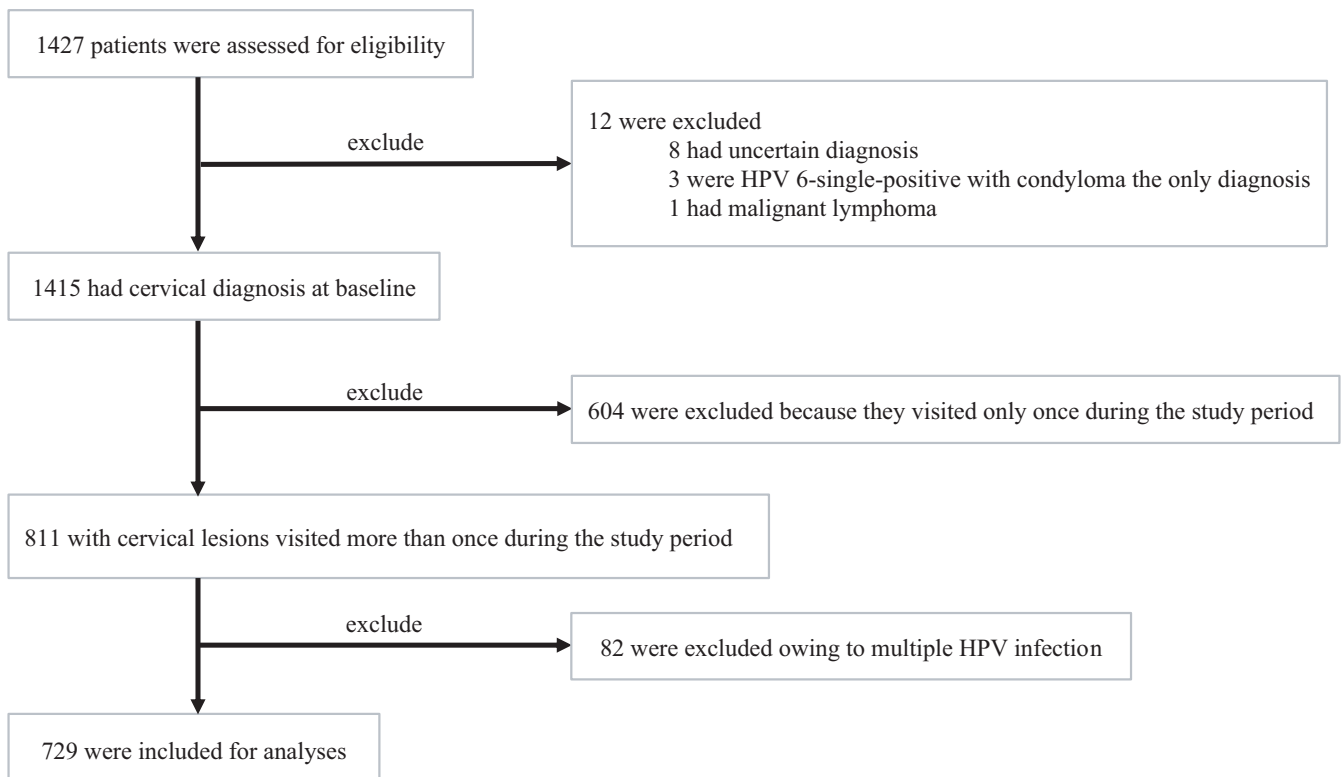 1427 patients were assessed for eligibility
exclude
12 were excluded
8 had uncertain diagnosis
3 were HPV 6-single-positive with condyloma the only diagnosis
1 had malignant lymphoma
1415 had cervical diagnosis at baseline
exclude
604 were excluded because they visited only once during the study period
811 with cervical lesions visited more than once during the study period
exclude
82 were excluded owing to multiple HPV infection
729 were included for analyses